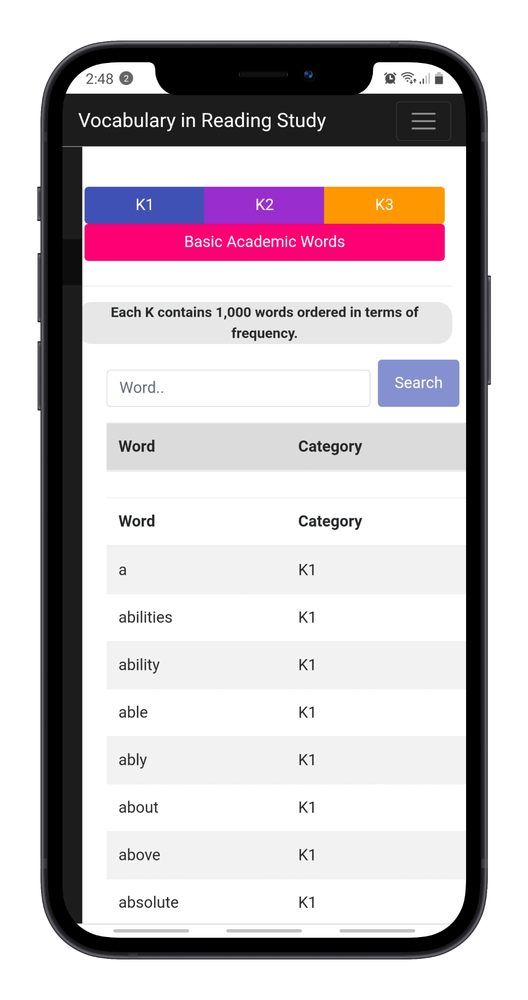 2:48 2
Vocabulary in Reading Study
K1 K2 K3
Basic Academic Words
Each K contains 1,000 words ordered in terms of
frequency.
Word.. Search
Word Category
Word Category
a K1
abilities K1
ability K1
able K1
ably K1
about K1
above K1
absolute K1